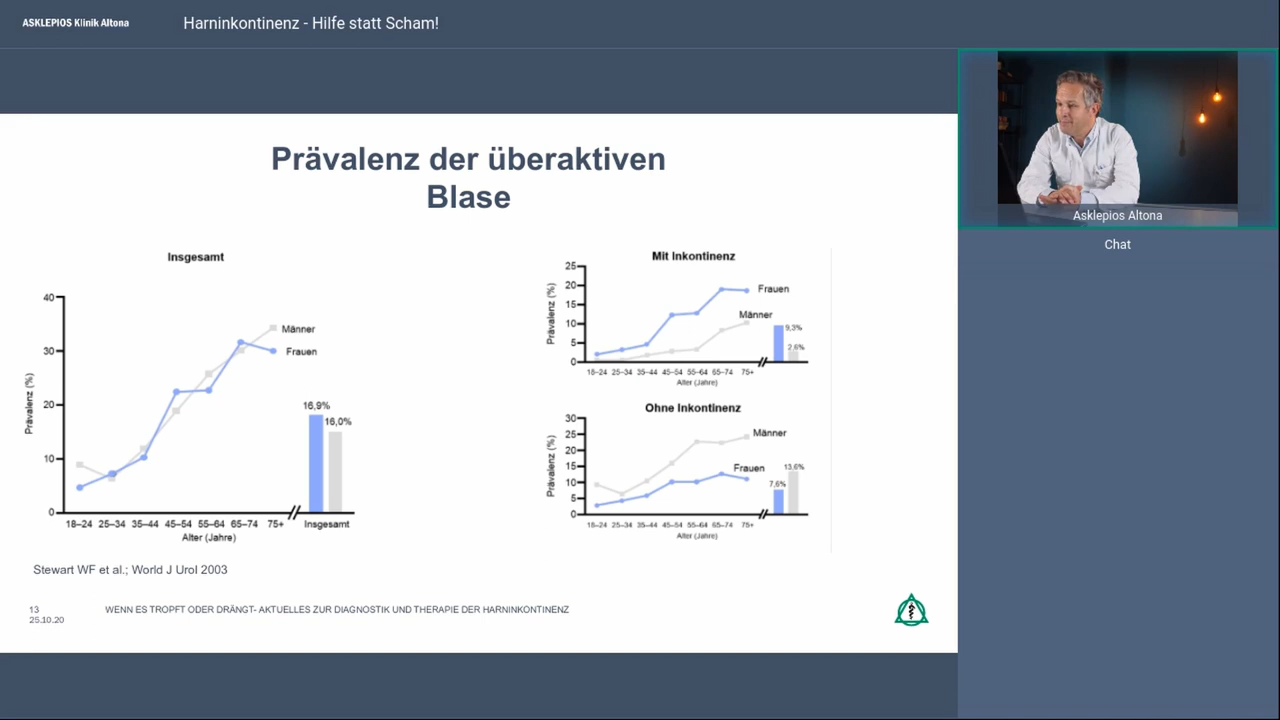 ASKLEPIOS Klinik Altona
Harninkontinenz - Hilfe statt Scham!
Prävalenz der überaktiven
Blase
Insgesamt
Prävalenz (%)
40
30
20
10
0
Männer
Frauen
16,9%
16,0%
18–24 25–34 35–44 45–54 55–64 65–74 75+ Insgesamt
Alter (Jahre)
Mit Inkontinenz
Prävalenz (%)
25
20
15
10
5
0
Frauen
Männer
9,3%
2,6%
18–24 25–34 35–44 45–54 55–64 65–74 75+
Alter (Jahre)
Ohne Inkontinenz
Prävalenz (%)
30
25
20
15
10
5
0
Männer
Frauen
7,6%
13,6%
18–24 25–34 35–44 45–54 55–64 65–74 75+
Alter (Jahre)
Stewart WF et al.; World J Urol 2003
13
25.10.20
WENN ES TROPFT ODER DRÄNGT- AKTUELLES ZUR DIAGNOSTIK UND THERAPIE DER HARNINKONTINENZ
Asklepios Altona
Chat